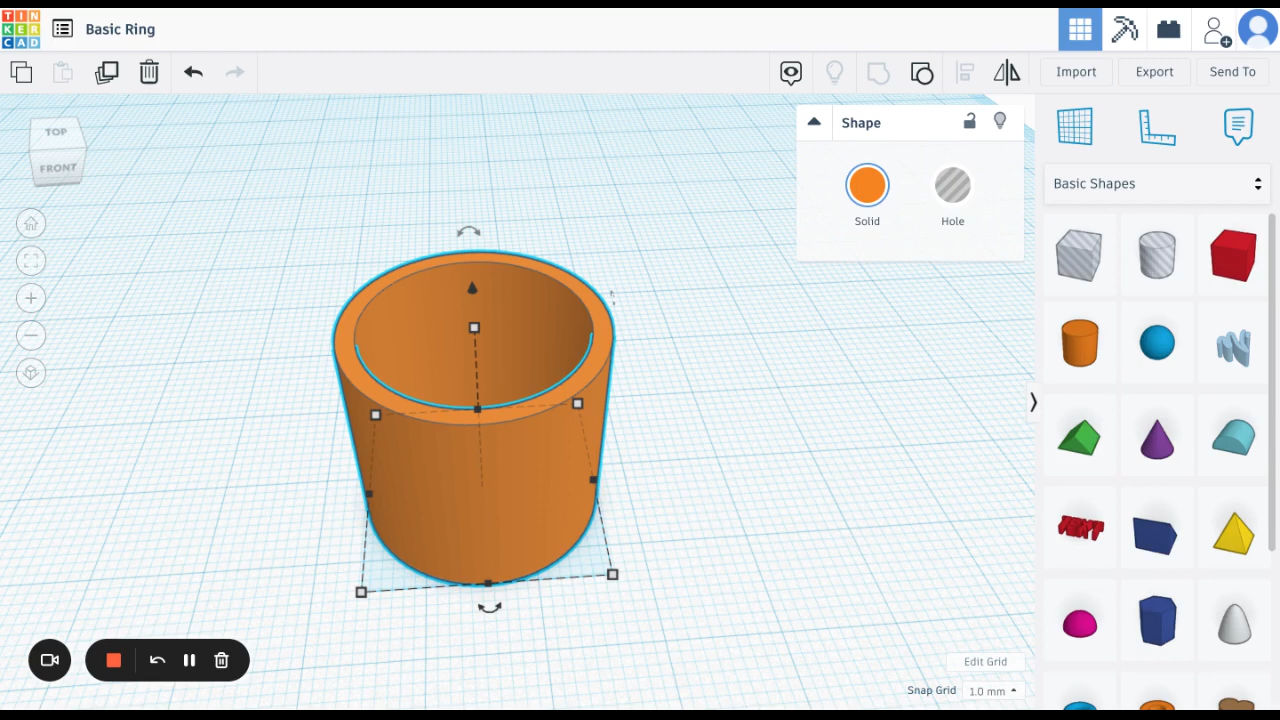 TIN
KER
CAD
Basic Ring
Import
Export
Send To
TOP
FRONT
Shape
Solid
Hole
Basic Shapes
TEXT
Edit Grid
Snap Grid
1.0 mm